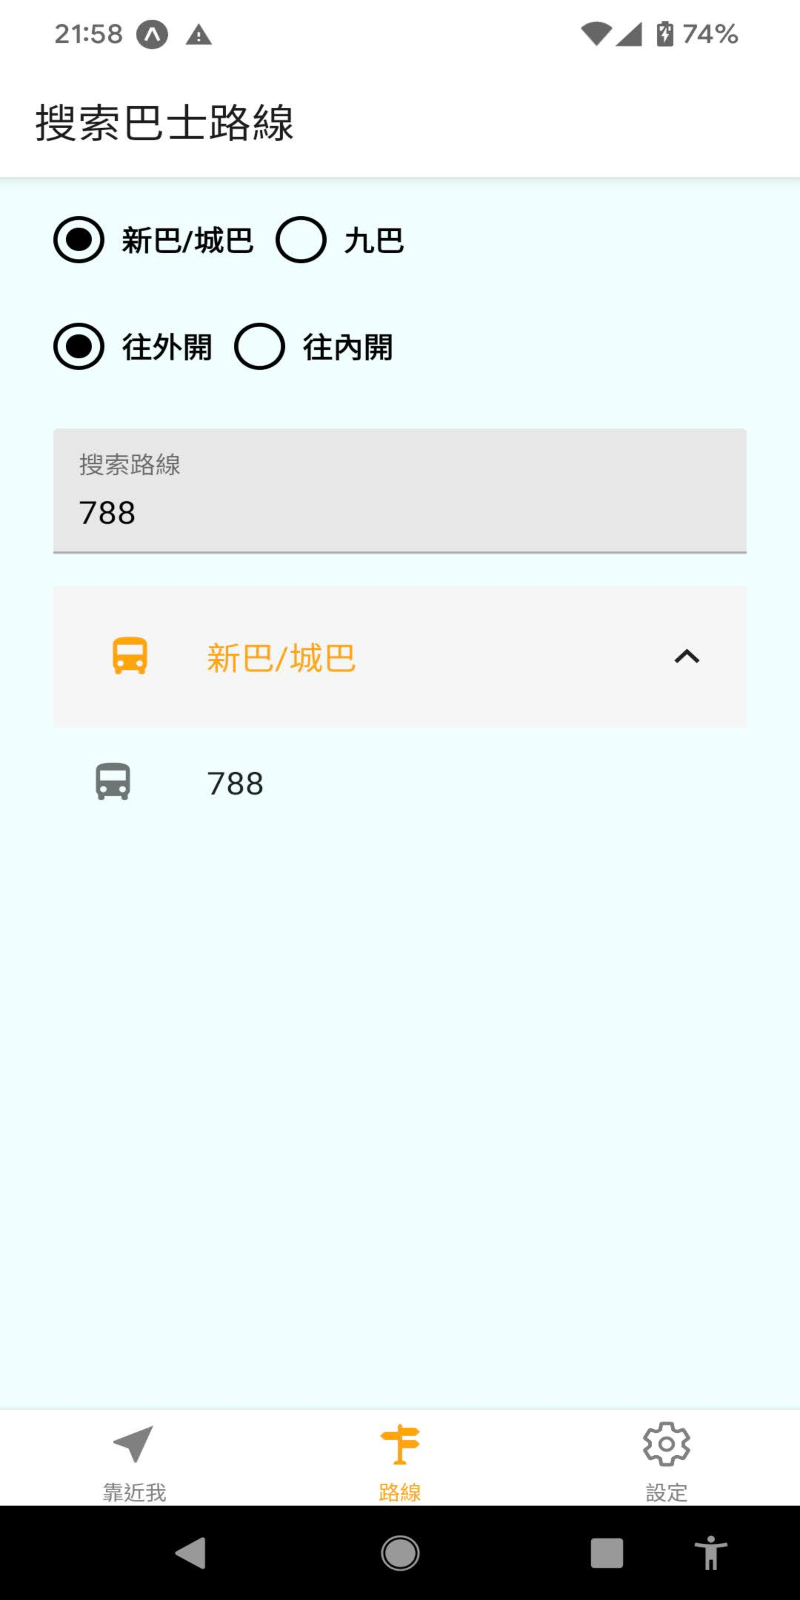 21:58 74%
搜索巴士路線
新巴/城巴 九巴
往外開 往內開
搜索路線
788
新巴/城巴
788
靠近我 路線 設定